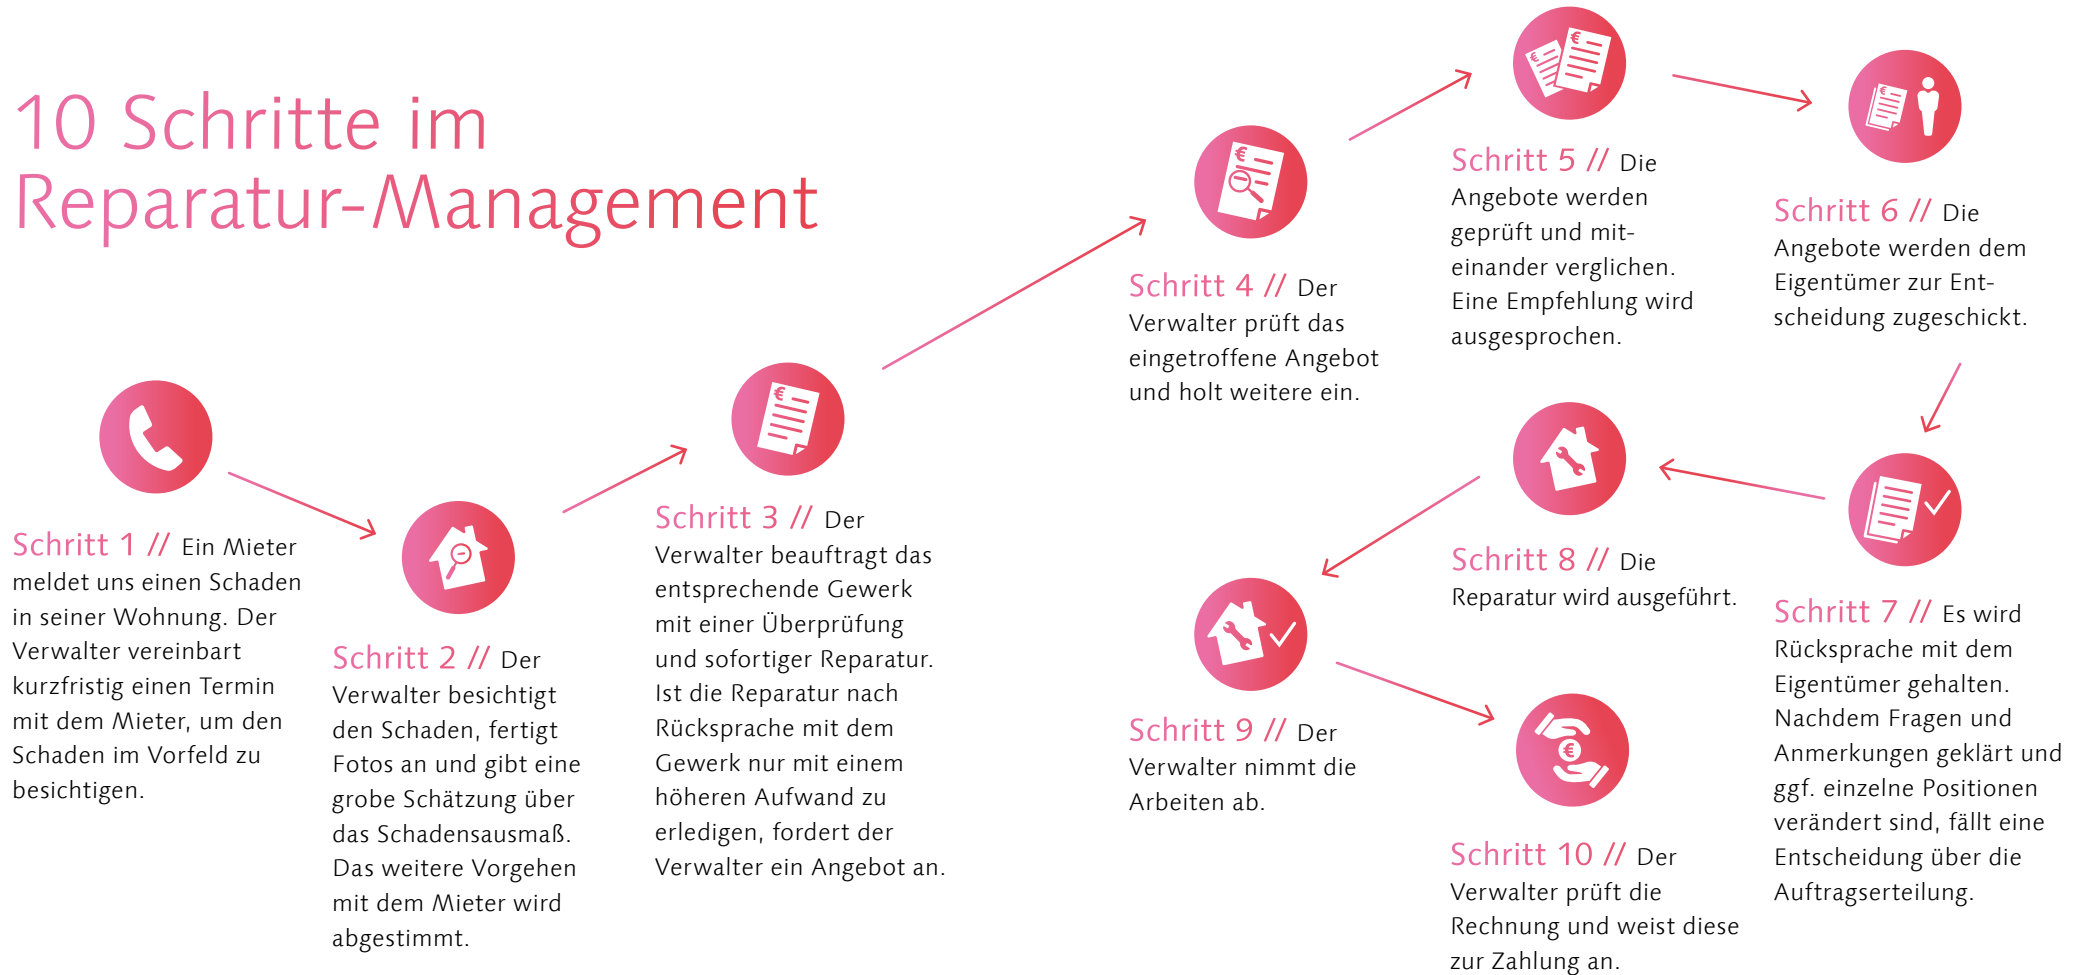 10 Schritte im
Reparatur-Management
Schritt 1 // Ein Mieter
meldet uns einen Schaden
in seiner Wohnung. Der
Verwalter vereinbart
kurzfristig einen Termin
mit dem Mieter, um den
Schaden im Vorfeld zu
besichtigen.
Schritt 2 // Der
Verwalter besichtigt
den Schaden, fertigt
Fotos an und gibt eine
grobe Schätzung über
das Schadensausmaß.
Das weitere Vorgehen
mit dem Mieter wird
abgestimmt.
€
Schritt 3 // Der
Verwalter beauftragt das
entsprechende Gewerk
mit einer Überprüfung
und sofortiger Reparatur.
Ist die Reparatur nach
Rücksprache mit dem
Gewerk nur mit einem
höheren Aufwand zu
erledigen, fordert der
Verwalter ein Angebot an.
€
Schritt 4 // Der
Verwalter prüft das
eingetroffene Angebot
und holt weitere ein.
€ €
Schritt 5 // Die
Angebote werden
geprüft und mit-
einander verglichen.
Eine Empfehlung wird
ausgesprochen.
€
Schritt 6 // Die
Angebote werden dem
Eigentümer zur Ent-
scheidung zugeschickt.
Schritt 7 // Es wird
Rücksprache mit dem
Eigentümer gehalten.
Nachdem Fragen und
Anmerkungen geklärt und
ggf. einzelne Positionen
verändert sind, fällt eine
Entscheidung über die
Auftragserteilung.
Schritt 8 // Die
Reparatur wird ausgeführt.
Schritt 9 // Der
Verwalter nimmt die
Arbeiten ab.
€
Schritt 10 // Der
Verwalter prüft die
Rechnung und weist diese
zur Zahlung an.